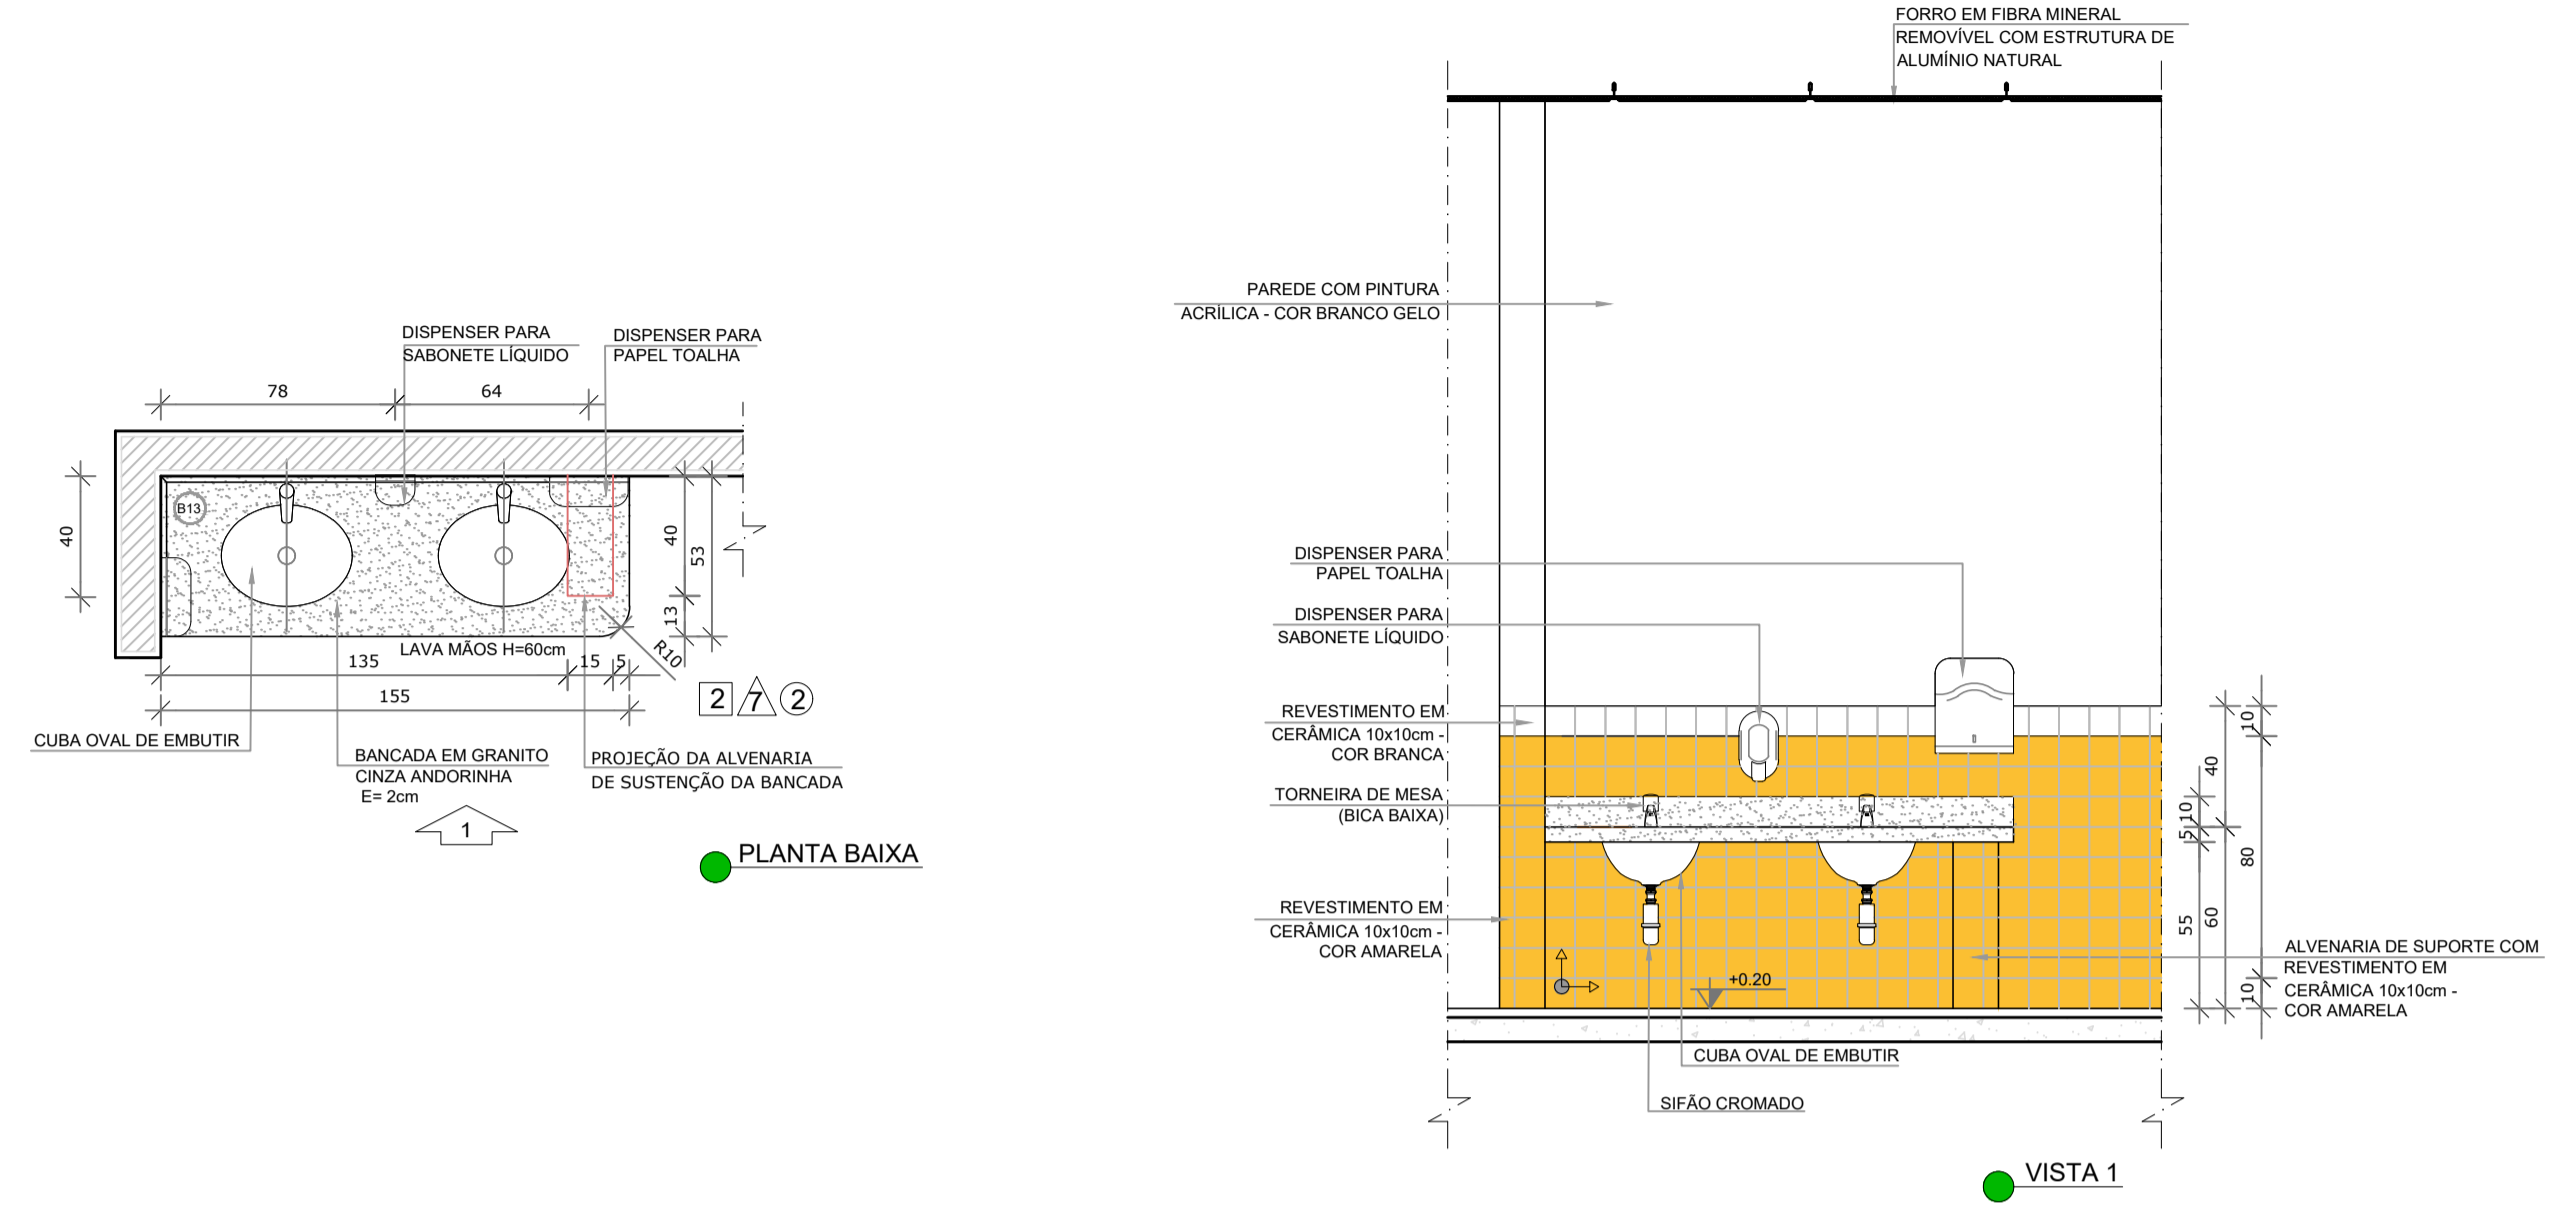 DISPENSER PARA
SABONETE LÍQUIDO
DISPENSER PARA
PAPEL TOALHA
78
64
40
B13
40
53
13
R10
LAVA MÃOS H=60cm
135
15
5
155
2
7
2
CUBA OVAL DE EMBUTIR
BANCADA EM GRANITO
CINZA ANDORINHA
E= 2cm
PROJEÇÃO DA ALVENARIA
DE SUSTENÇÃO DA BANCADA
1
PLANTA BAIXA
FORRO EM FIBRA MINERAL
REMOVÍVEL COM ESTRUTURA DE
ALUMÍNIO NATURAL
PAREDE COM PINTURA
ACRÍLICA - COR BRANCO GELO
DISPENSER PARA
PAPEL TOALHA
DISPENSER PARA
SABONETE LÍQUIDO
REVESTIMENTO EM
CERÂMICA 10x10cm -
COR BRANCA
TORNEIRA DE MESA
(BICA BAIXA)
REVESTIMENTO EM
CERÂMICA 10x10cm -
COR AMARELA
+0.20
10
40
10
5
80
55
60
10
ALVENARIA DE SUPORTE COM
REVESTIMENTO EM
CERÂMICA 10x10cm -
COR AMARELA
CUBA OVAL DE EMBUTIR
SIFÃO CROMADO
VISTA 1